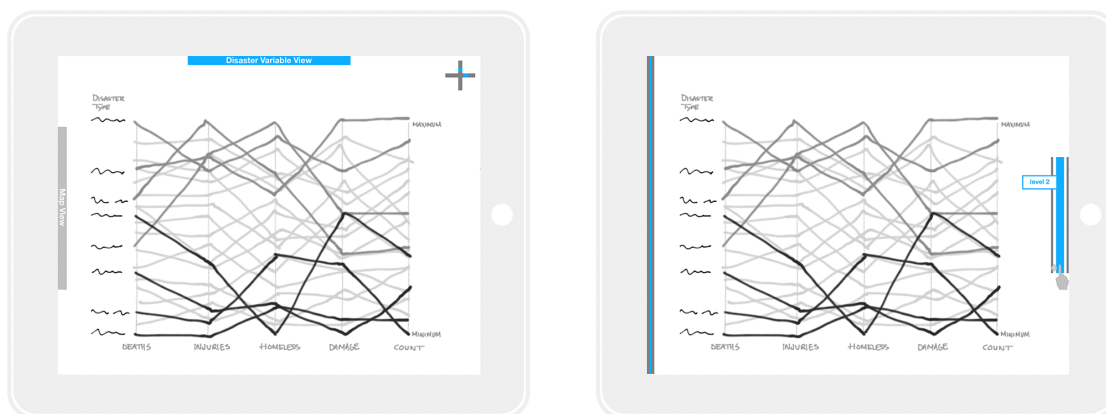 Disaster Variable View
DISASTER
TYPE
MAXIMUM
Map View
MINIMUM
DEATHS INJURIES HOMELESS DAMAGE COUNT
DISASTER
TYPE
MAXIMUM
level 2
MINIMUM
DEATHS INJURIES HOMELESS DAMAGE COUNT